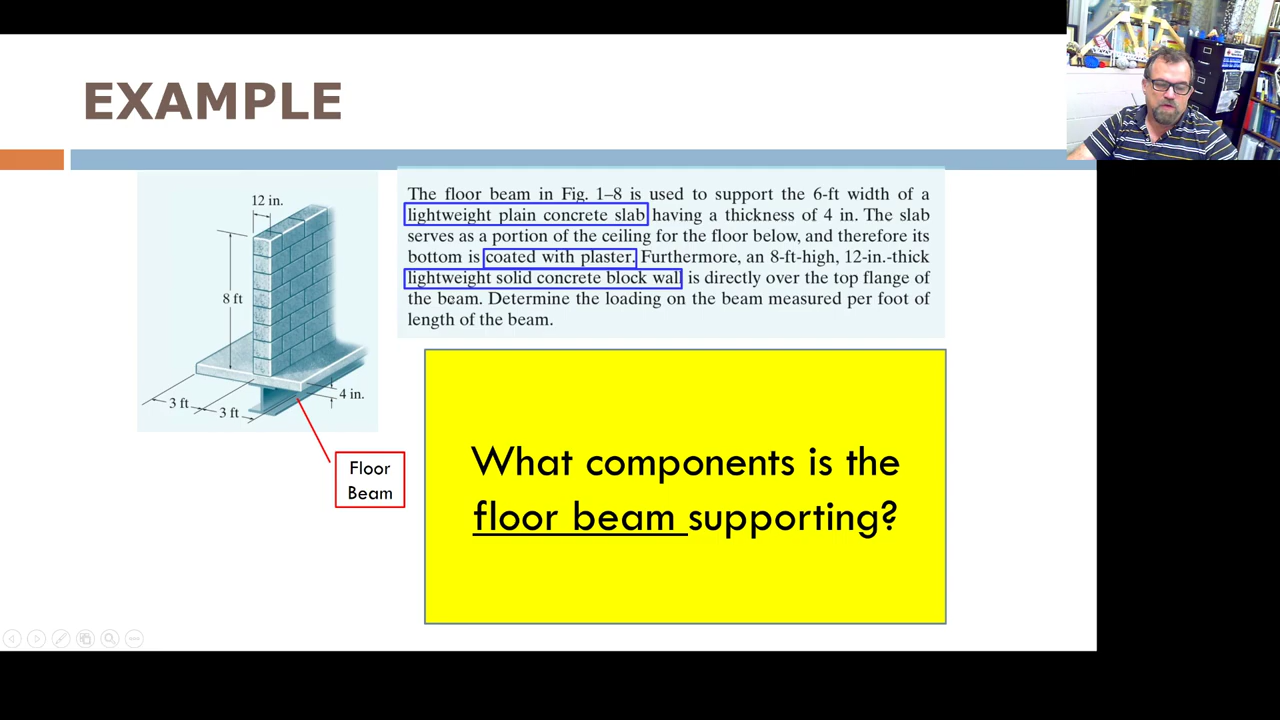 EXAMPLE
12 in.
8 ft
3 ft
3 ft
4 in.
Floor
Beam
The floor beam in Fig. 1–8 is used to support the 6-ft width of a
lightweight plain concrete slab having a thickness of 4 in. The slab
serves as a portion of the ceiling for the floor below, and therefore its
bottom is coated with plaster. Furthermore, an 8-ft-high, 12-in.-thick
lightweight solid concrete block wall is directly over the top flange of
the beam. Determine the loading on the beam measured per foot of
length of the beam.
What components is the
floor beam supporting?